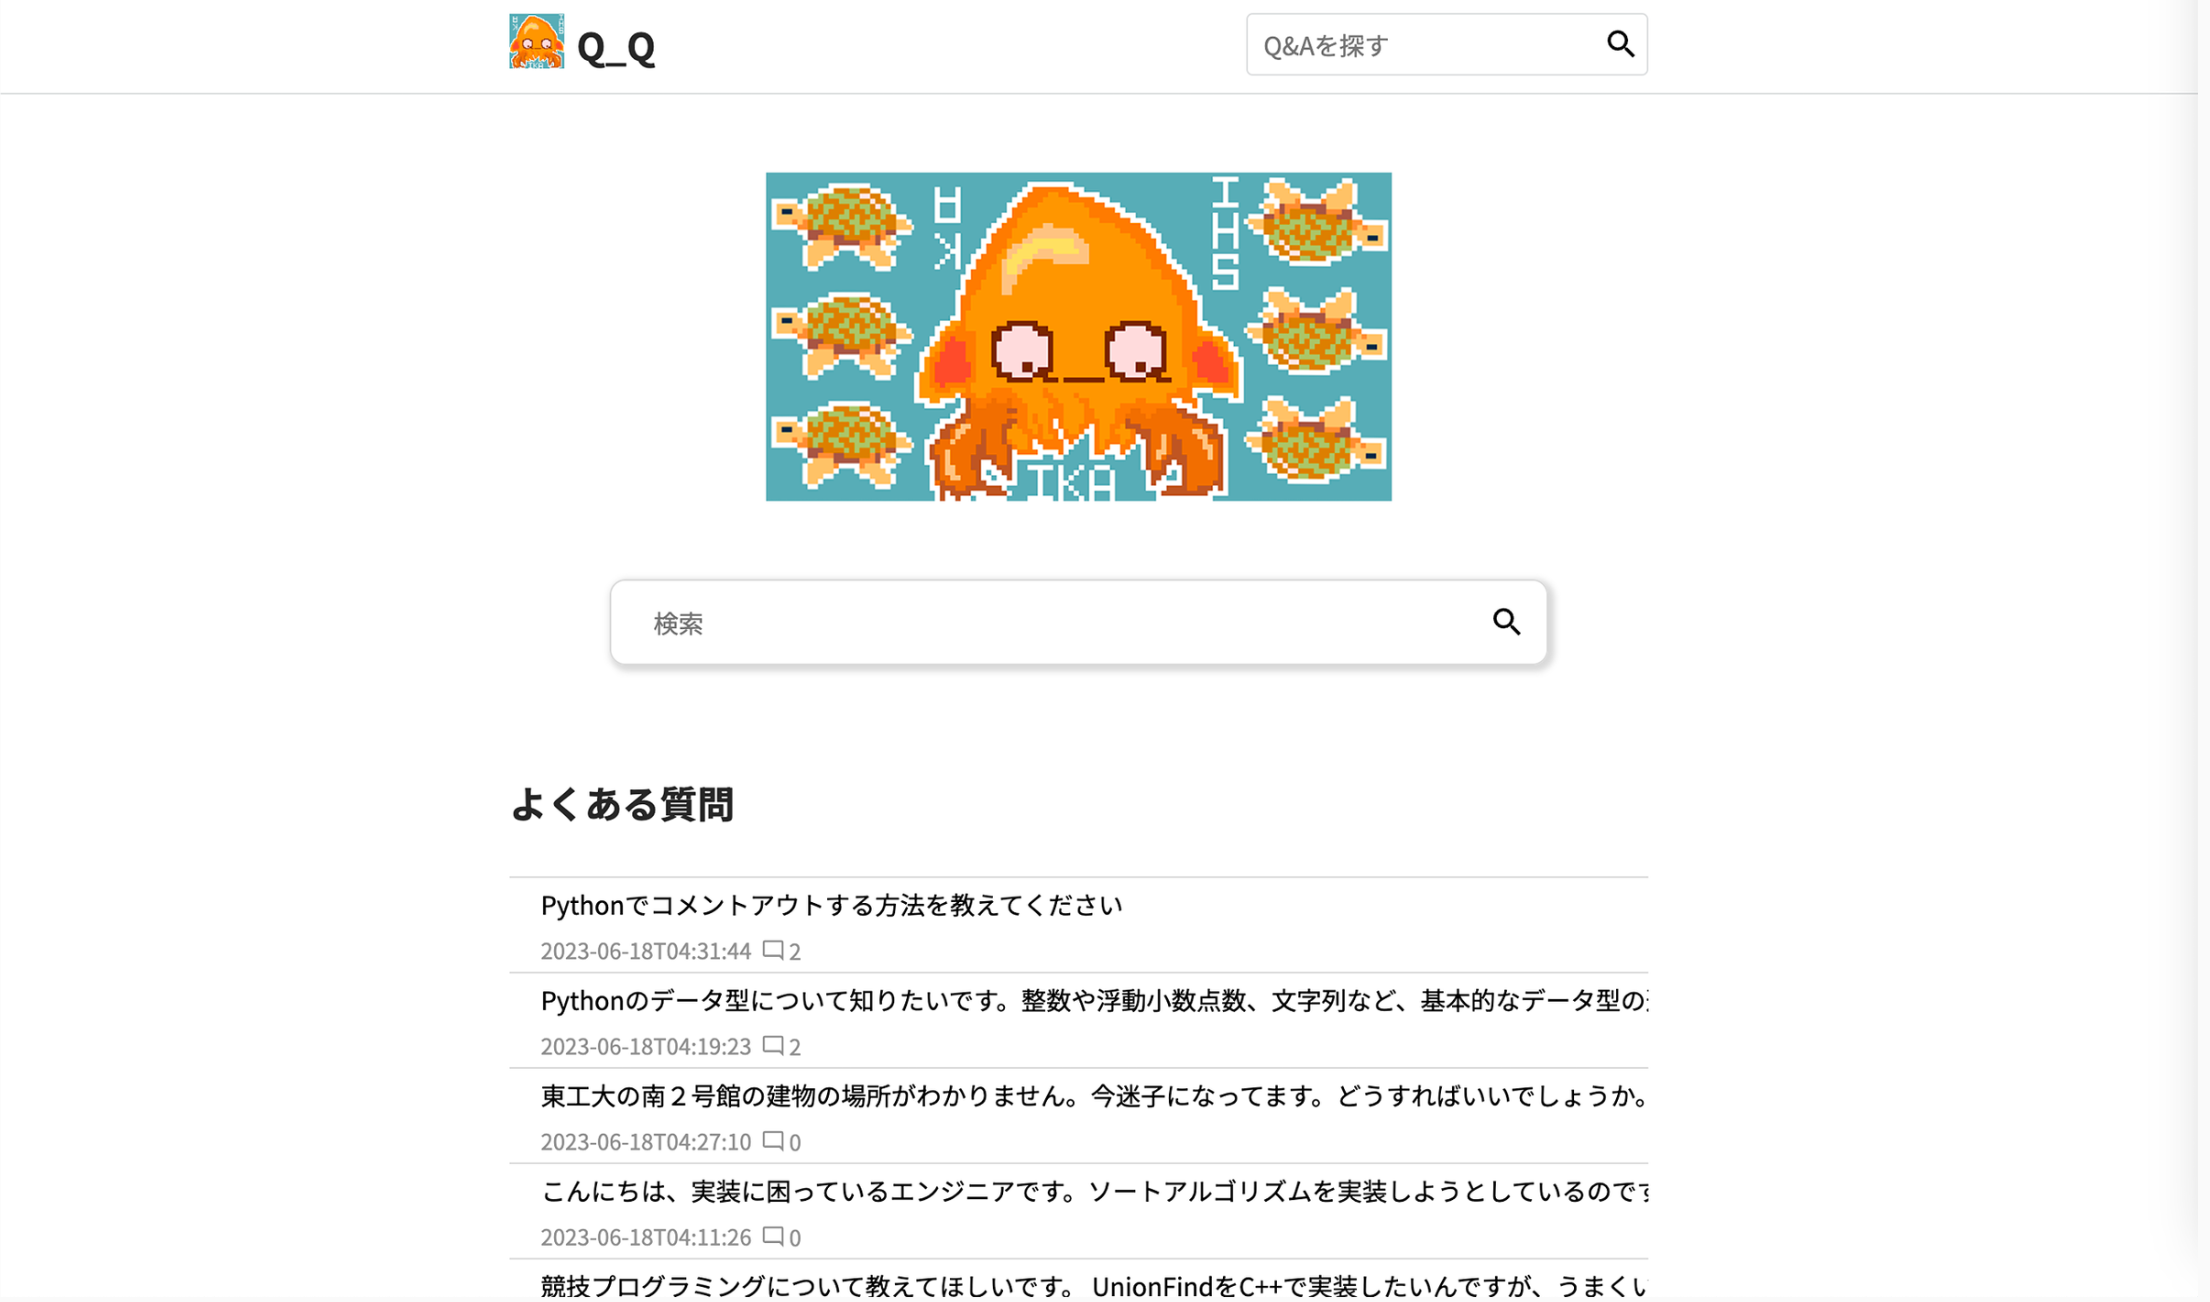 Q_Q
Q&Aを探す
IHS
IKA
検索
よくある質問
Pythonでコメントアウトする方法を教えてください
2023-06-18T04:31:44 2
Pythonのデータ型について知りたいです。整数や浮動小数点数、文字列など、基本的なデータ型の
2023-06-18T04:19:23 2
東工大の南２号館の建物の場所がわかりません。今迷子になってます。どうすればいいでしょうか。
2023-06-18T04:27:10 0
こんにちは、実装に困っているエンジニアです。ソートアルゴリズムを実装しようとしているのです
2023-06-18T04:11:26 0
競技プログラミングについて教えてほしいです。 UnionFindをC++で実装したいんですが、うまくい